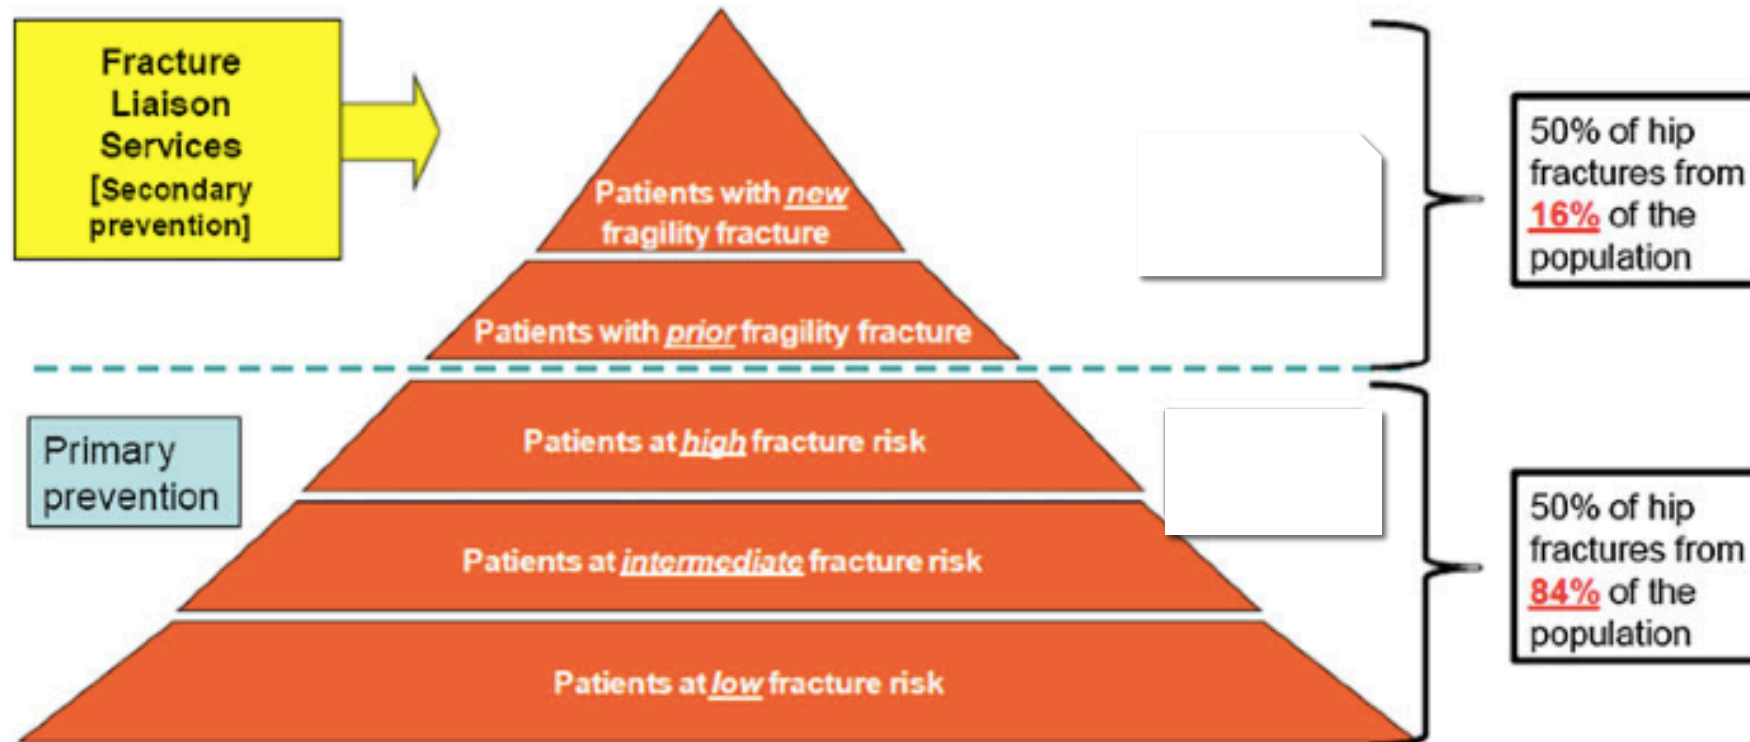 Fracture
Liaison
Services
[Secondary
prevention]
Patients with new
fragility fracture
Patients with prior fragility fracture
50% of hip
fractures from
16% of the
population
Primary
prevention
Patients at high fracture risk
Patients at intermediate fracture risk
Patients at low fracture risk
50% of hip
fractures from
84% of the
population